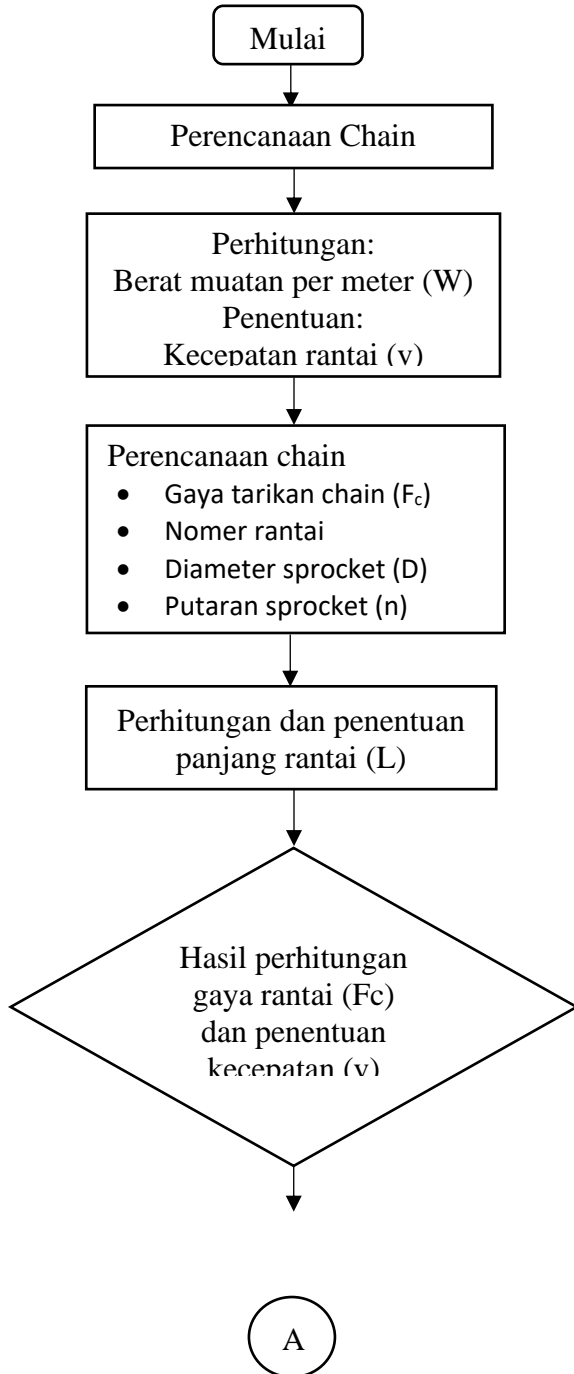 Mulai
Perencanaan Chain
Perhitungan:
Berat muatan per meter (W)
Penentuan:
Kecepatan rantai (v)
Perencanaan chain
• Gaya tarikan chain (Fc)
• Nomer rantai
• Diameter sprocket (D)
• Putaran sprocket (n)
Perhitungan dan penentuan
panjang rantai (L)
Hasil perhitungan
gaya rantai (Fc)
dan penentuan
kecepatan (v)
A